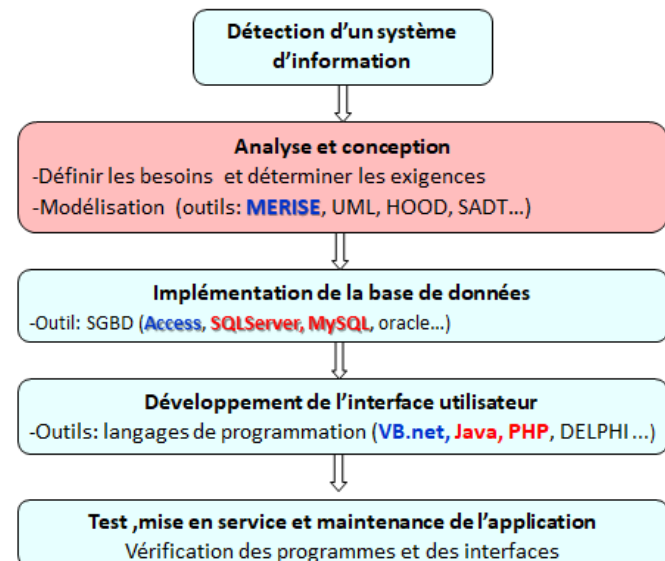 Détection d’un système
d’information
Analyse et conception
-Définir les besoins et déterminer les exigences
-Modélisation (outils: MERISE, UML, HOOD, SADT…)
Implémentation de la base de données
-Outil: SGBD (Access, SQLServer, MySQL, oracle…)
Développement de l’interface utilisateur
-Outils: langages de programmation (VB.net, Java, PHP, DELPHI ...)
Test ,mise en service et maintenance de l’application
Vérification des programmes et des interfaces